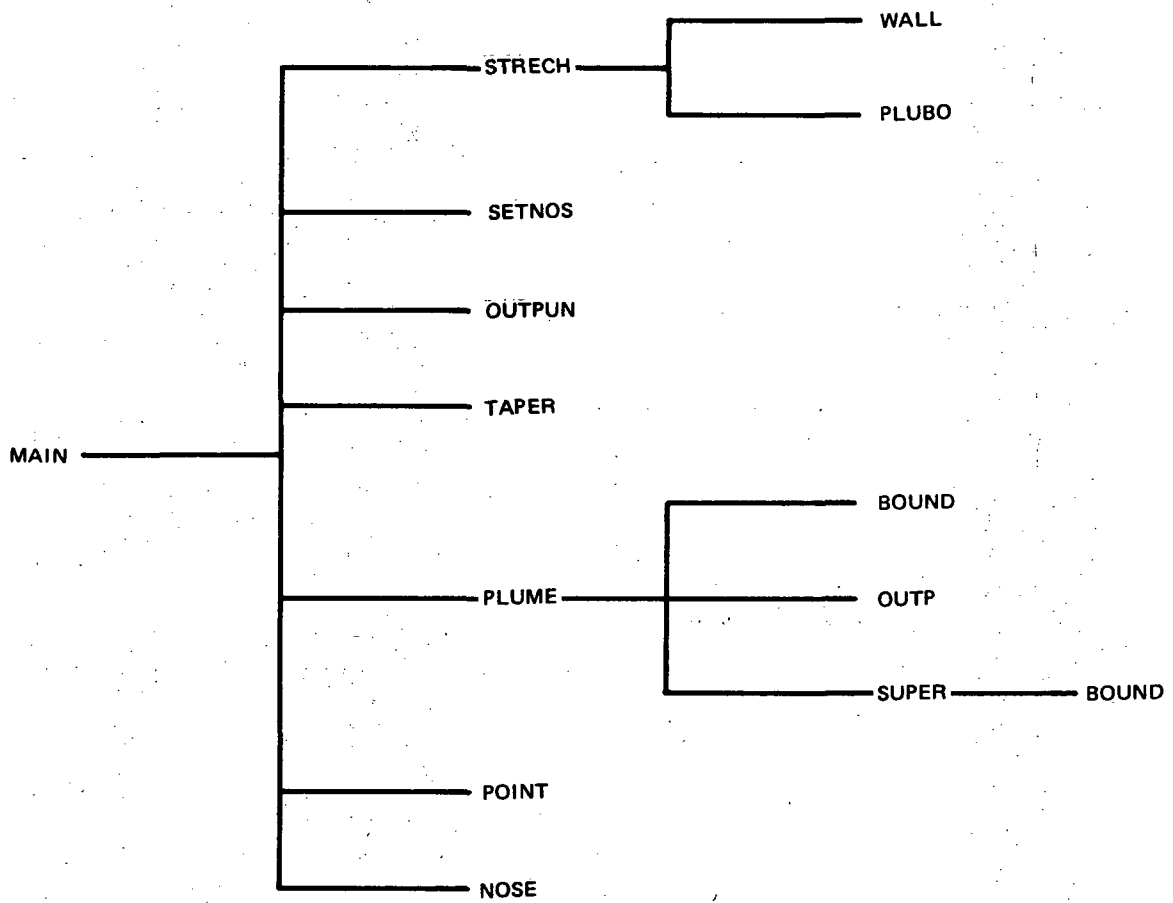 WALL
STRECH
PLUBO
SETNOS
OUTPUN
TAPER
MAIN
BOUND
PLUME
OUTP
SUPER
BOUND
POINT
NOSE